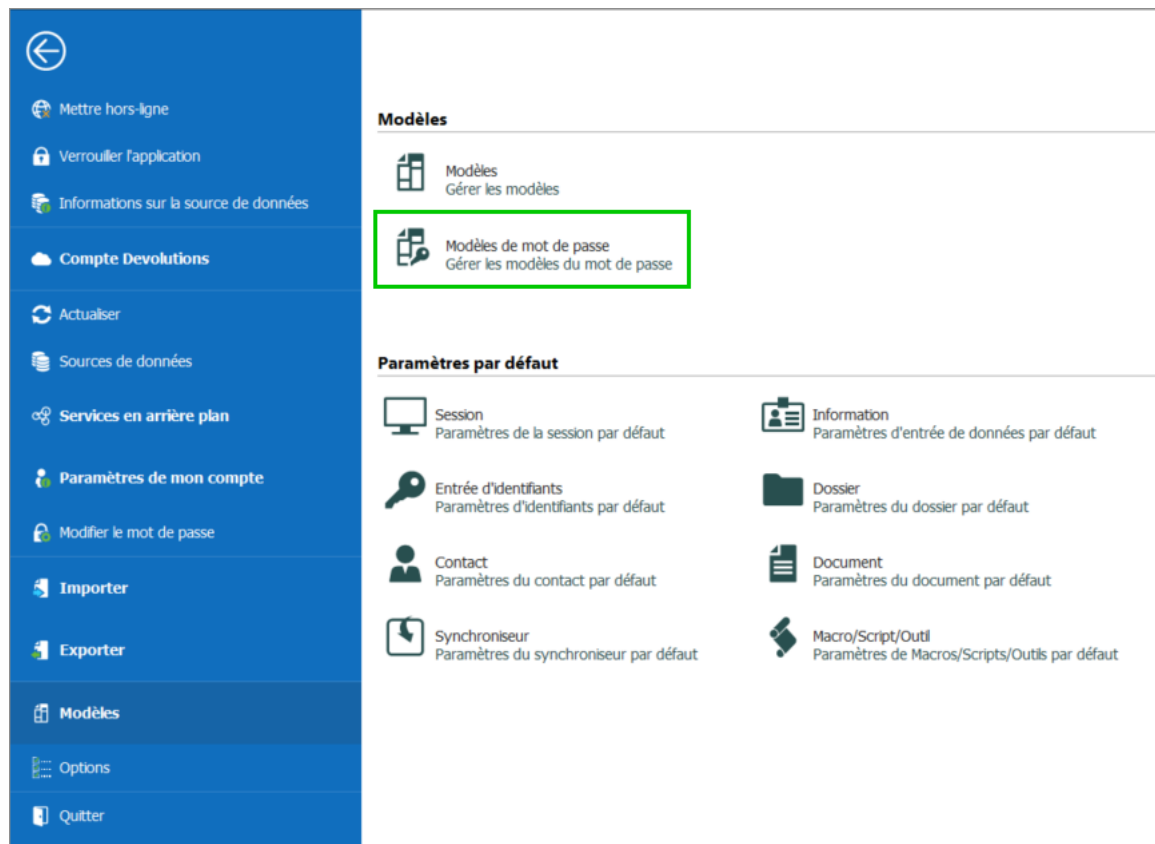 Mettre hors-ligne
Verrouiller l'application
Informations sur la source de données
Compte Devolutions
Actualiser
Sources de données
Services en arrière plan
Paramètres de mon compte
Modifier le mot de passe
Importer
Exporter
Modèles
Options
Quitter
Modèles
Modèles
Gérer les modèles
Modèles de mot de passe
Gérer les modèles du mot de passe
Paramètres par défaut
Session
Paramètres de la session par défaut
Information
Paramètres d'entrée de données par défaut
Entrée d'identifiants
Paramètres d'identifiants par défaut
Dossier
Paramètres du dossier par défaut
Contact
Paramètres du contact par défaut
Document
Paramètres du document par défaut
Synchroniseur
Paramètres du synchroniseur par défaut
Macro/Script/Outil
Paramètres de Macros/Scripts/Outils par défaut